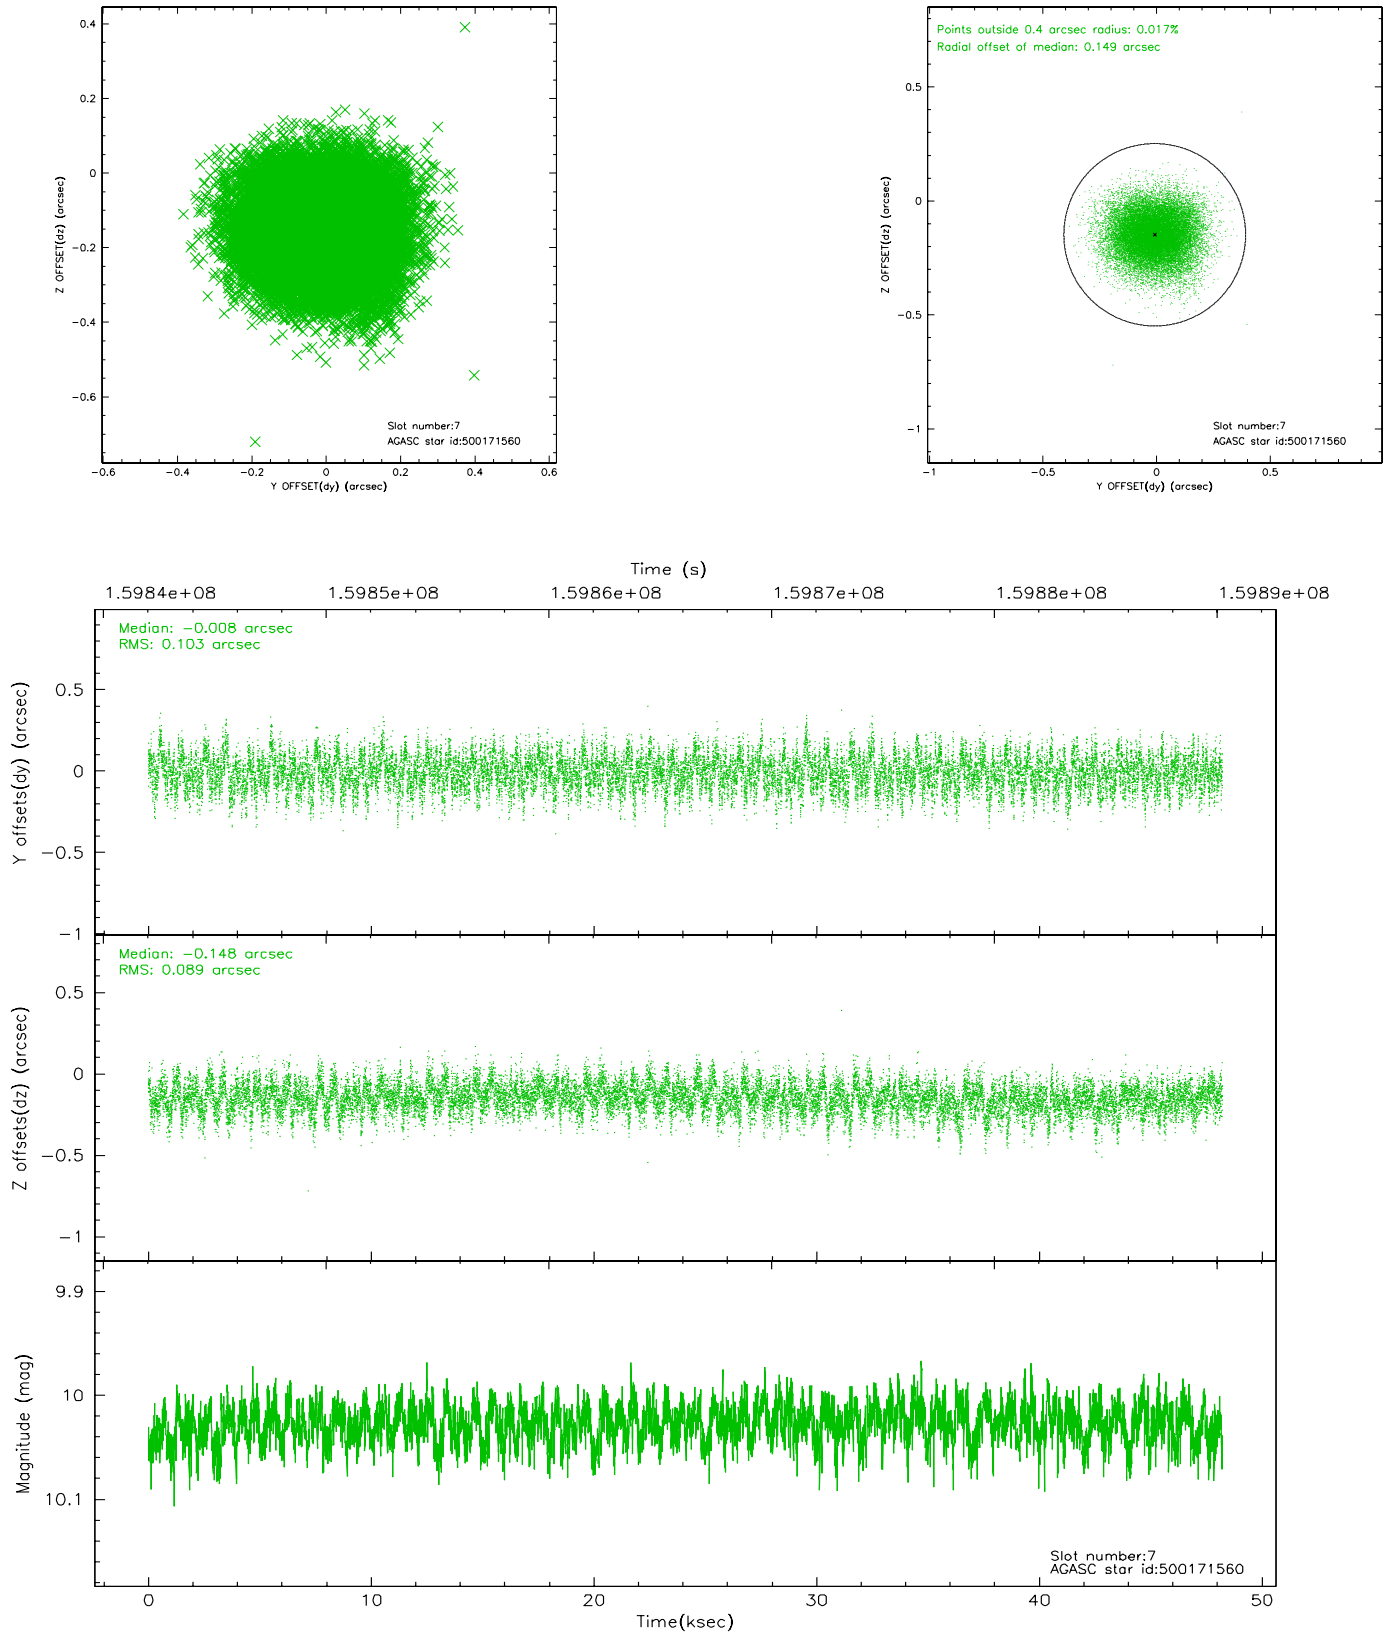 0.4
0.2
0
−0.2
−0.4
−0.6
Z OFFSET(dz) (arcsec)
Slot number:7
AGASC star id:500171560
−0.6 −0.4 −0.2 0 0.2 0.4 0.6
Y OFFSET(dy) (arcsec)
Points outside 0.4 arcsec radius: 0.017%
Radial offset of median: 0.149 arcsec
0.5
0
−0.5
−1
Z OFFSET(dz) (arcsec)
Slot number:7
AGASC star id:500171560
−1 −0.5 0 0.5
Y OFFSET(dy) (arcsec)
Time (s)
1.5984e+08 1.5985e+08 1.5986e+08 1.5987e+08 1.5988e+08 1.5989e+08
Median: −0.008 arcsec
RMS: 0.103 arcsec
0.5
0
−0.5
−1
Y offsets(dy) (arcsec)
Median: −0.148 arcsec
RMS: 0.089 arcsec
0.5
0
−0.5
−1
Z offsets(dz) (arcsec)
9.9
10
10.1
Magnitude (mag)
Slot number:7
AGASC star id:500171560
0 10 20 30 40 50
Time(ksec)